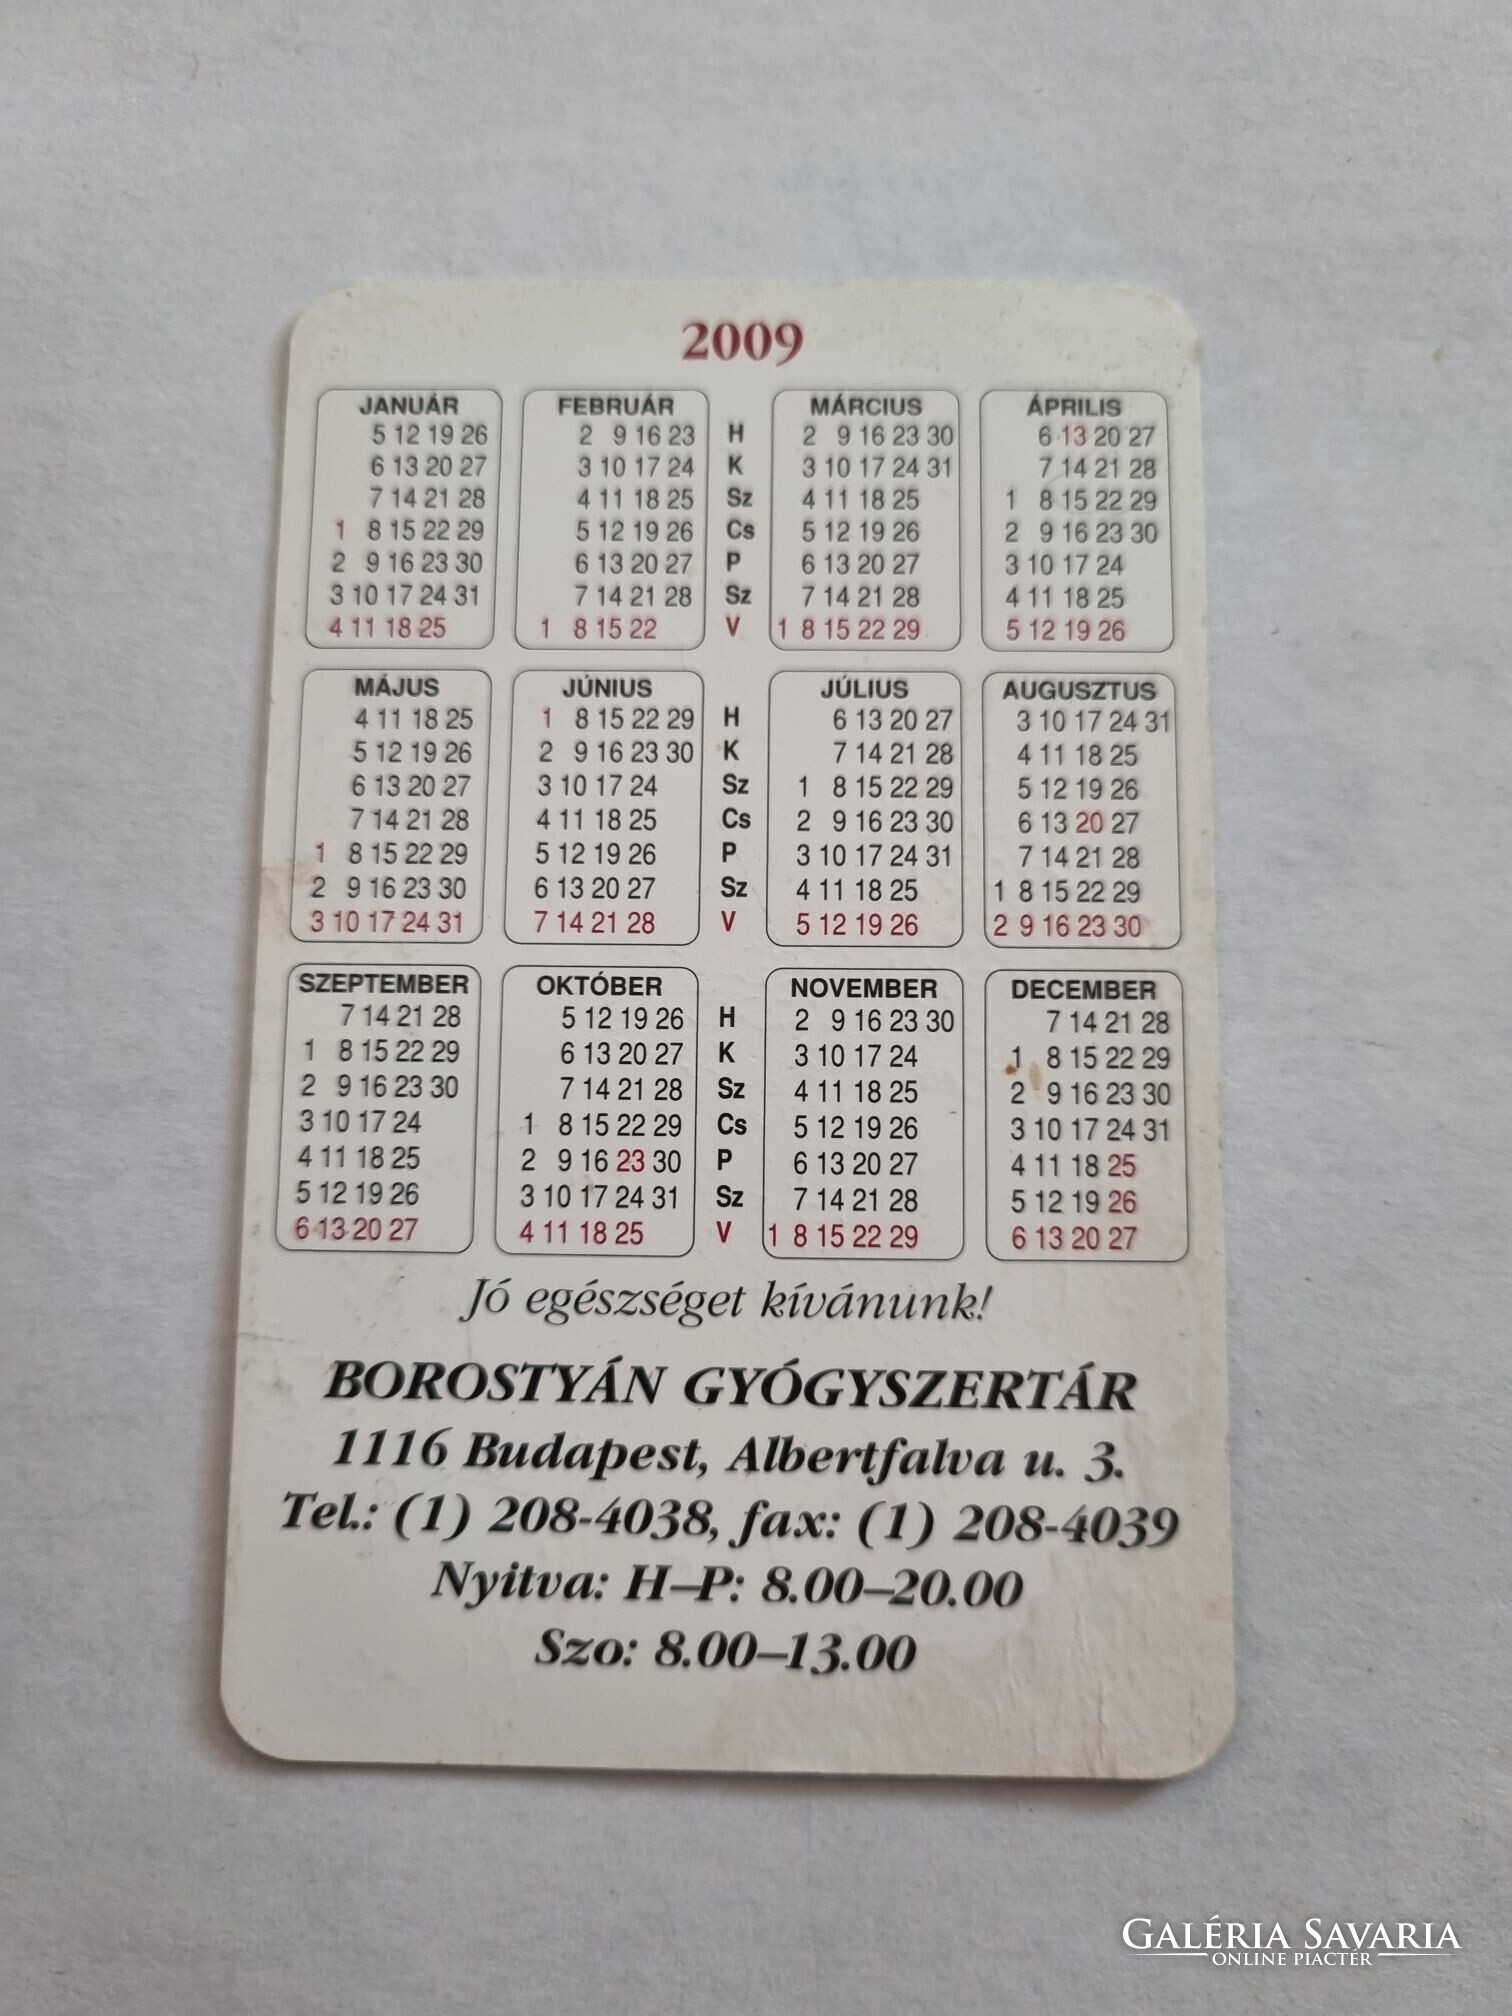 2009
JANUÁR FEBRUÁR MÁRCIUS ÁPRILIS
5 12 19 26 2 9 16 23 H 2 9 16 23 30 6 13 20 27
6 13 20 27 3 10 17 24 K 3 10 17 24 31 7 14 21 28
7 14 21 28 4 11 18 25 Sz 4 11 18 25 1 8 15 22 29
1 8 15 22 29 5 12 19 26 Cs 5 12 19 26 2 9 16 23 30
2 9 16 23 30 6 13 20 27 P 6 13 20 27 3 10 17 24
3 10 17 24 31 7 14 21 28 Sz 7 14 21 28 4 11 18 25
4 11 18 25 1 8 15 22 V 1 8 15 22 29 5 12 19 26
MÁJUS JÚNIUS JÚLIUS AUGUSZTUS
4 11 18 25 1 8 15 22 29 H 6 13 20 27 3 10 17 24 31
5 12 19 26 2 9 16 23 30 K 7 14 21 28 4 11 18 25
6 13 20 27 3 10 17 24 Sz 1 8 15 22 29 5 12 19 26
7 14 21 28 4 11 18 25 Cs 2 9 16 23 30 6 13 20 27
1 8 15 22 29 5 12 19 26 P 3 10 17 24 31 7 14 21 28
2 9 16 23 30 6 13 20 27 Sz 4 11 18 25 1 8 15 22 29
3 10 17 24 31 7 14 21 28 V 5 12 19 26 2 9 16 23 30
SZEPTEMBER OKTÓBER NOVEMBER DECEMBER
7 14 21 28 5 12 19 26 H 2 9 16 23 30 7 14 21 28
1 8 15 22 29 6 13 20 27 K 3 10 17 24 1 8 15 22 29
2 9 16 23 30 7 14 21 28 Sz 4 11 18 25 2 9 16 23 30
3 10 17 24 1 8 15 22 29 Cs 5 12 19 26 3 10 17 24 31
4 11 18 25 2 9 16 23 30 P 6 13 20 27 4 11 18 25
5 12 19 26 3 10 17 24 31 Sz 7 14 21 28 5 12 19 26
6 13 20 27 4 11 18 25 V 1 8 15 22 29 6 13 20 27
Jó egészséget kívánunk!
BOROSTYÁN GYÓGYSZERTÁR
1116 Budapest, Albertfalva u. 3.
Tel.: (1) 208-4038, fax: (1) 208-4039
Nyitva: H–P: 8.00–20.00
Szo: 8.00–13.00
GALÉRIA SAVARIA
ONLINE PIACTÉR